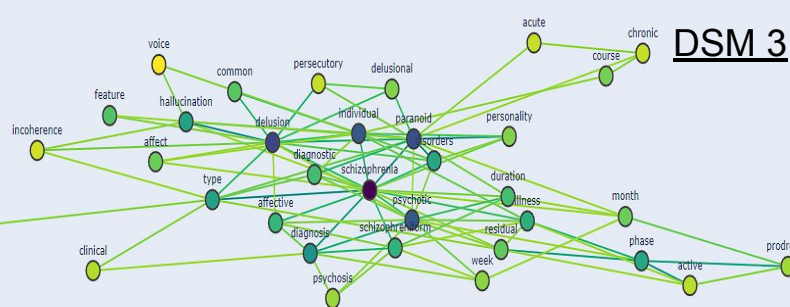 DSM 3
acute
chronic
voice
course
common
persecutory
delusional
feature
hallucination
individual
paranoid
incoherence
delusion
personality
affect
diagnostic
disorders
schizophrenia
type
duration
affective
psychotic
illness
month
diagnosis
schizophreniform
residual
clinical
week
phase
active
psychosis